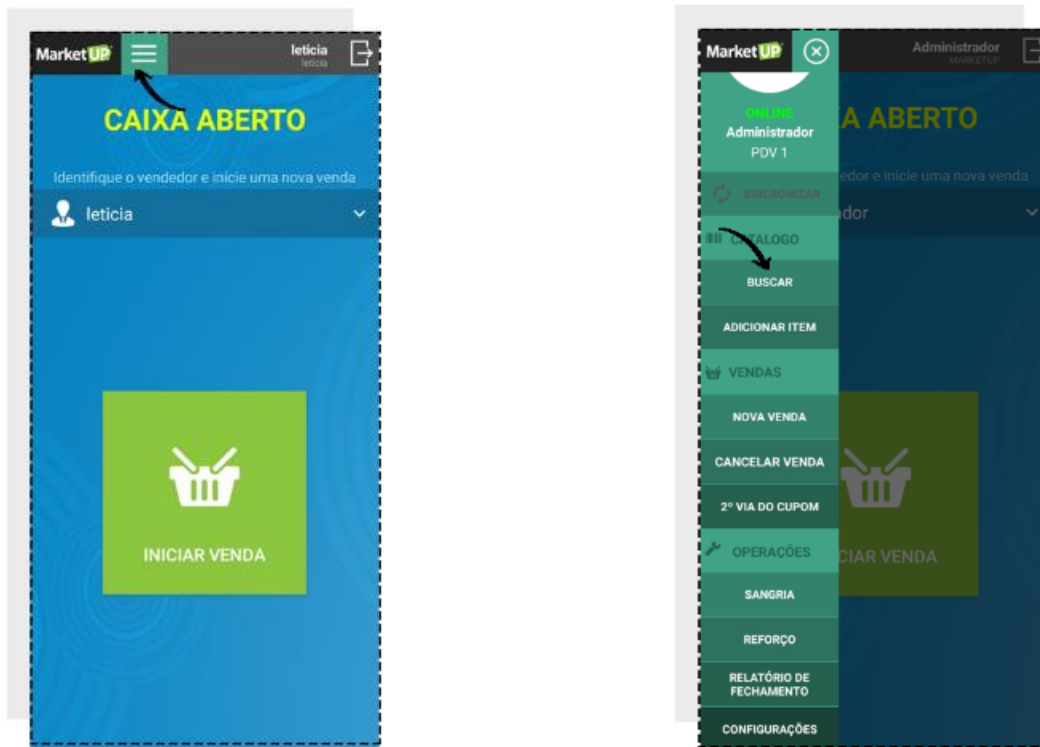 MarketUP
leticia
leticia
CAIXA ABERTO
Identifique o vendedor e inicie uma nova venda
leticia
INICIAR VENDA
MarketUP
Administrador
MARKETUP
ONLINE
Administrador
PDV 1
XA ABERTO
edor e inicie uma nova venda
SINCRONIZAR
dor
CATALOGO
BUSCAR
ADICIONAR ITEM
VENDAS
NOVA VENDA
CANCELAR VENDA
2º VIA DO CUPOM
OPERAÇÕES
CIAR VENDA
SANGRIA
REFORÇO
RELATÓRIO DE
FECHAMENTO
CONFIGURAÇÕES